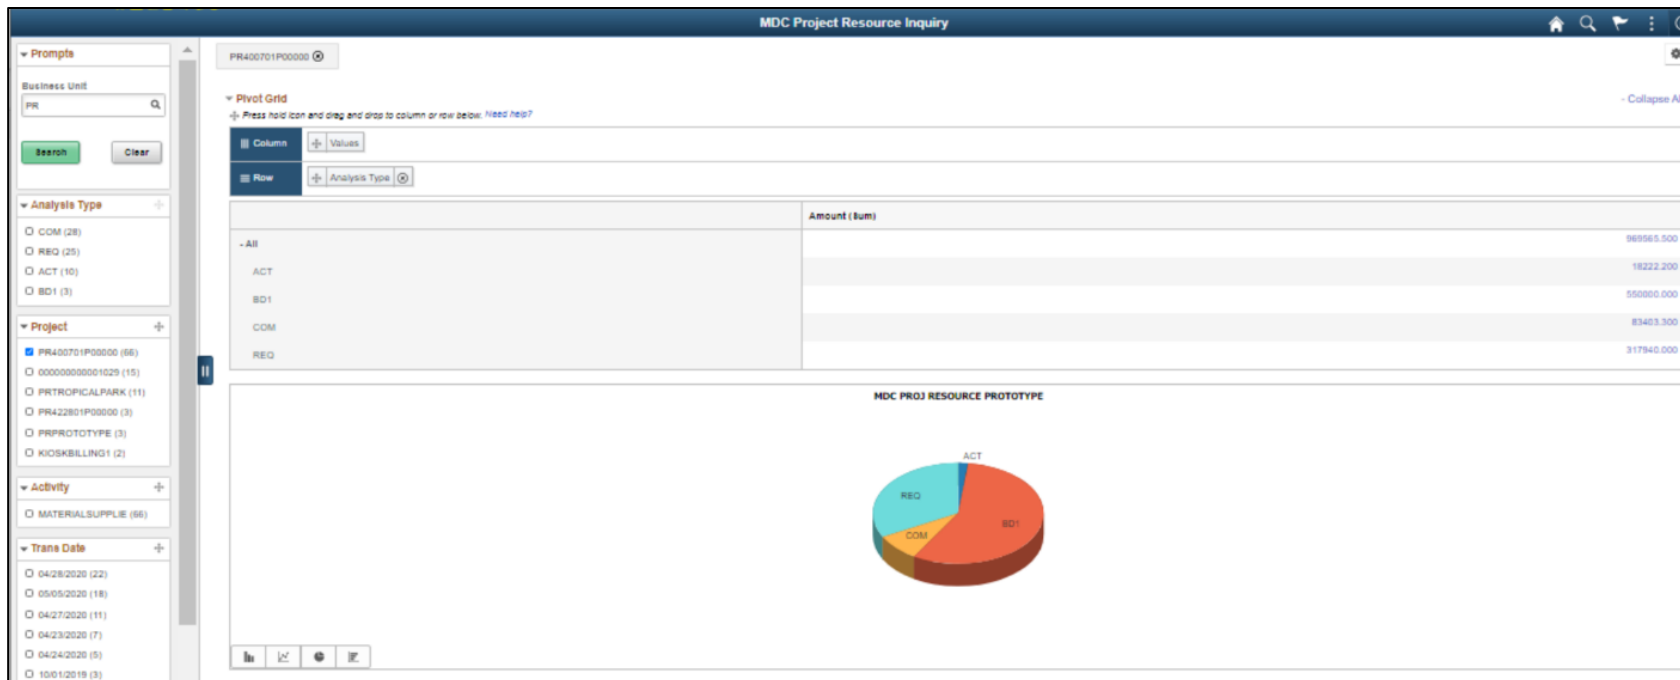 MDC Project Resource Inquiry
Prompts
Business Unit
PR
Search
Clear
Analysis Type
COM (28)
REQ (25)
ACT (10)
BD1 (3)
Project
PR400701P00000 (66)
000000000001029 (15)
PRTROPICALPARK (11)
PR422801P00000 (3)
PRPROTOTYPE (3)
KIOSKBILLING1 (2)
Activity
MATERIALSUPPLIE (66)
Trans Date
04/28/2020 (22)
05/05/2020 (18)
04/27/2020 (11)
04/23/2020 (7)
04/24/2020 (5)
10/01/2019 (3)
PR400701P00000
Pivot Grid
- Collapse Al
Press hold icon and drag and drop to column or row below. Need help?
Column
Values
Row
Analysis Type
Amount (Sum)
- All
969565.500
ACT
18222.200
BD1
550000.000
COM
83403.300
REQ
317940.000
MDC PROJ RESOURCE PROTOTYPE
ACT
REQ
BD1
COM